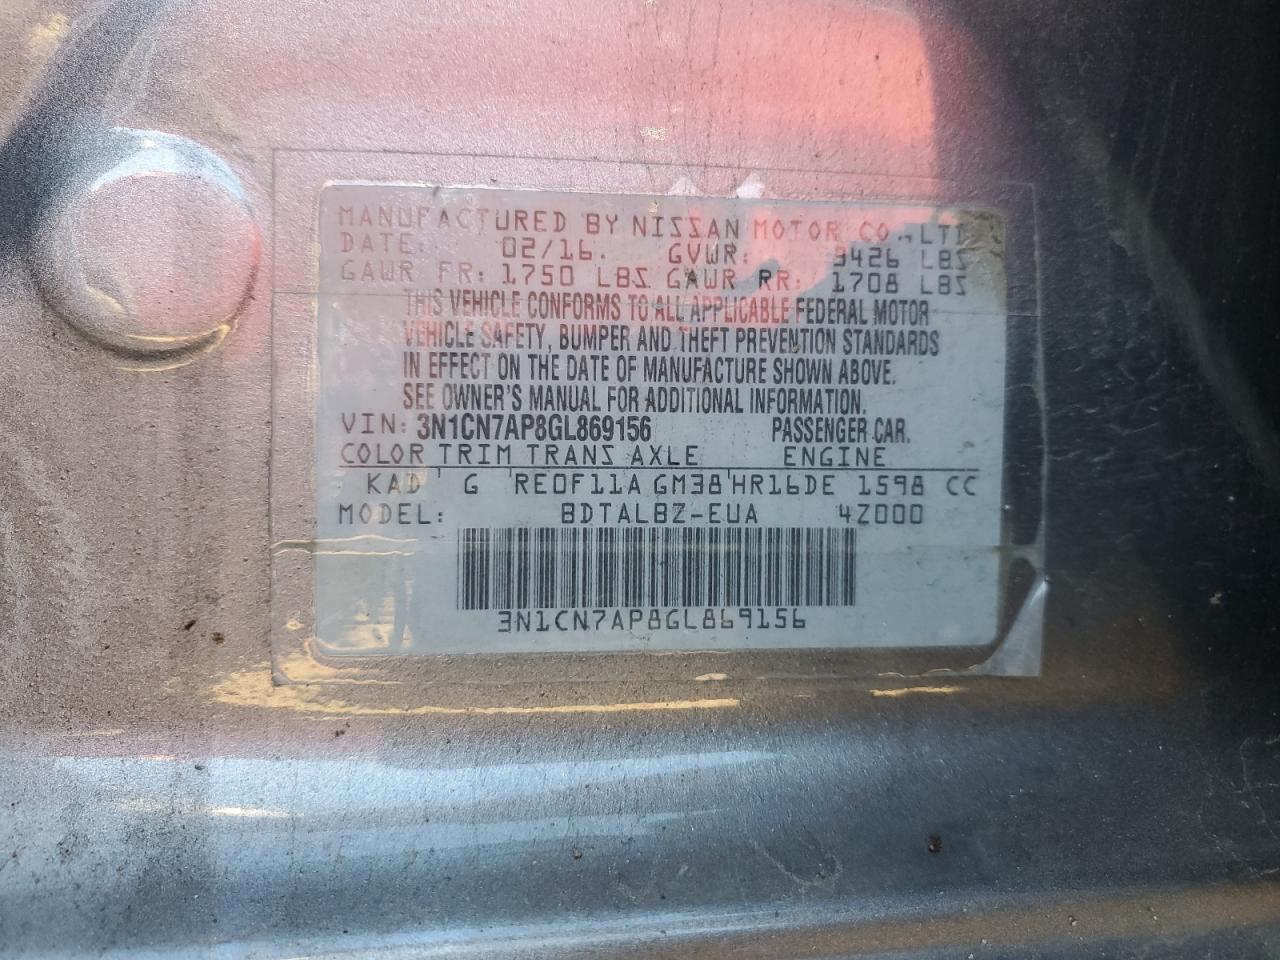 MANUFACTURED BY NISSAN MOTOR CO., LTD
DATE: 02/16. GVWR: 3426 LBS
GAWR FR: 1750 LBS GAWR RR: 1708 LBS
THIS VEHICLE CONFORMS TO ALL APPLICABLE FEDERAL MOTOR
VEHICLE SAFETY, BUMPER AND THEFT PREVENTION STANDARDS
IN EFFECT ON THE DATE OF MANUFACTURE SHOWN ABOVE.
SEE OWNER'S MANUAL FOR ADDITIONAL INFORMATION.
VIN: 3N1CN7AP8GL869156 PASSENGER CAR.
COLOR TRIM TRANS AXLE ENGINE
KAD G RE0F11A GM38 HR16DE 1598 CC
MODEL: BDTALBZ-EUA 4Z000
3N1CN7AP8GL869156